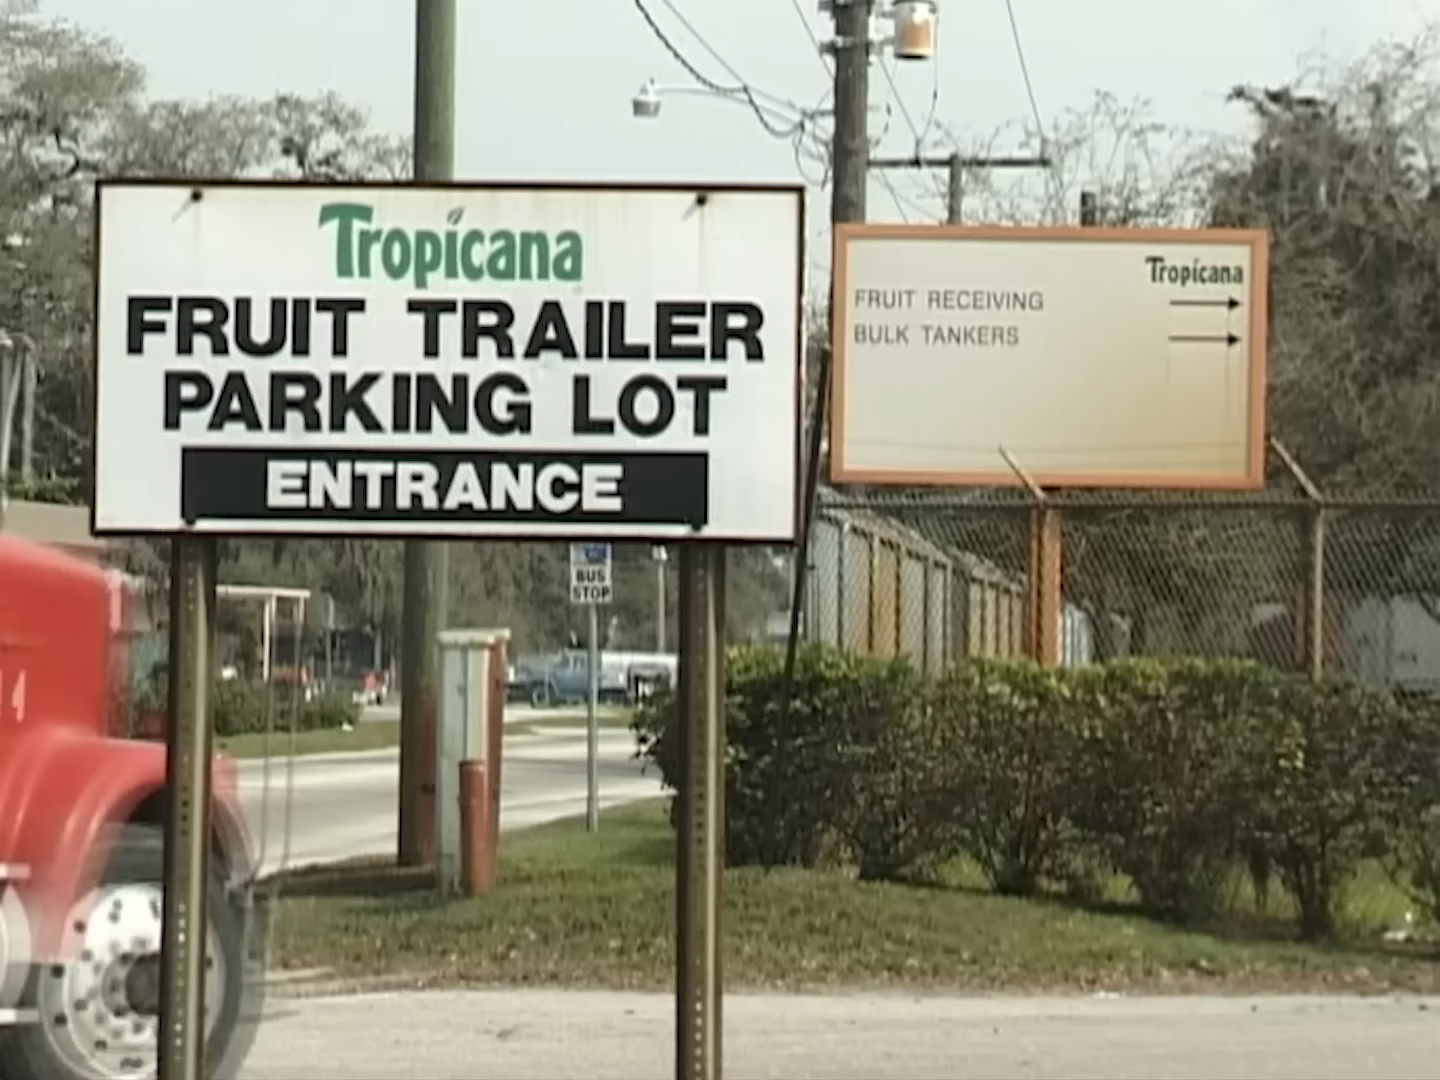 Tropicana
FRUIT TRAILER
PARKING LOT
ENTRANCE
Tropicana
FRUIT RECEIVING
BULK TANKERS
BUS
STOP